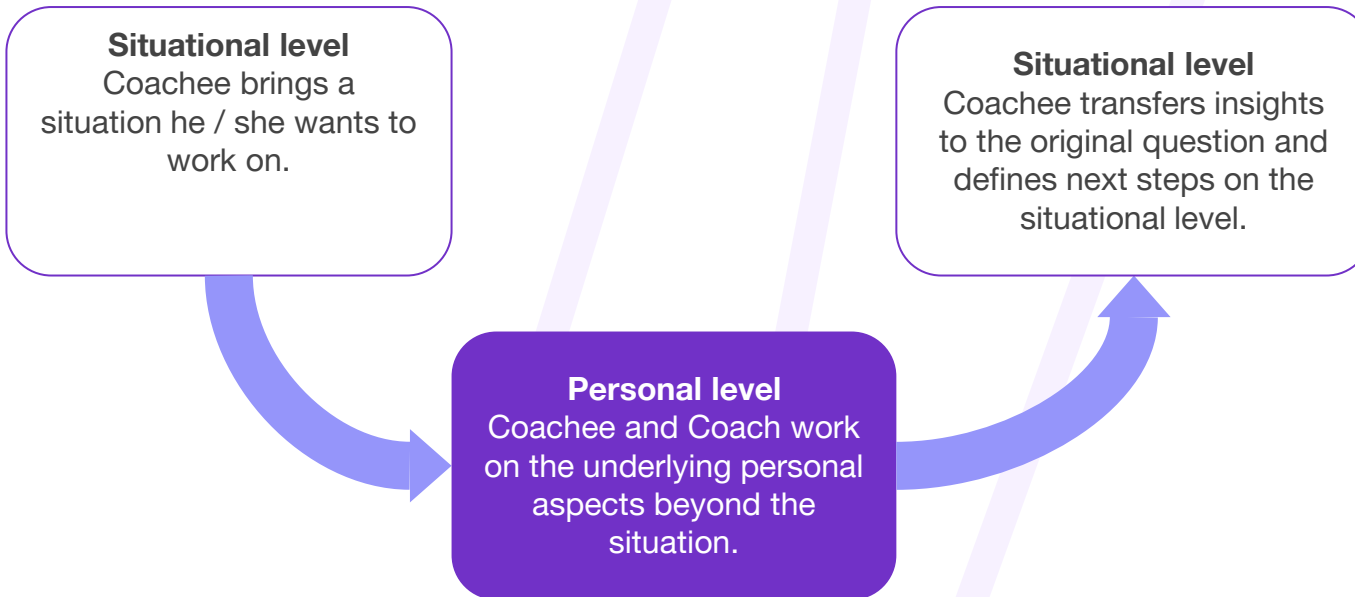 Situational level
Coachee brings a
situation he / she wants to
work on.
Situational level
Coachee transfers insights
to the original question and
defines next steps on the
situational level.
Personal level
Coachee and Coach work
on the underlying personal
aspects beyond the
situation.